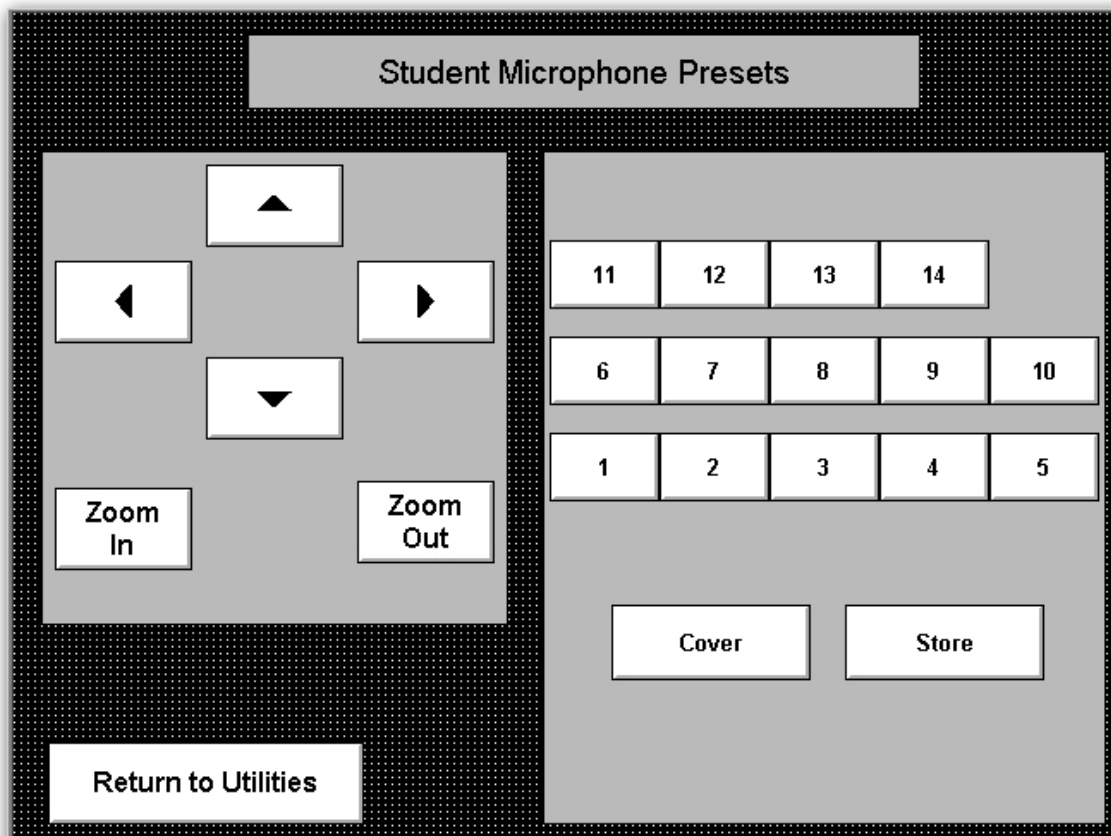 Student Microphone Presets
11 12 13 14
6 7 8 9 10
1 2 3 4 5
Zoom
In
Zoom
Out
Cover Store
Return to Utilities